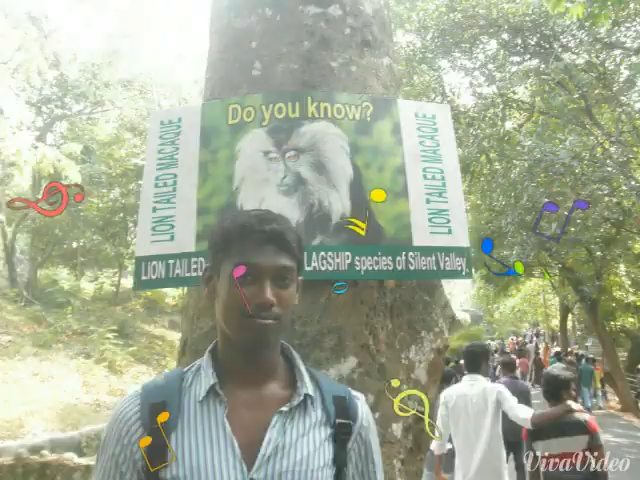 Do you know?
LION TAILED MACAQUE
LION TAILED MACAQUE
LION TAILED LAGSHIP species of Silent Valley.
VivaVideo